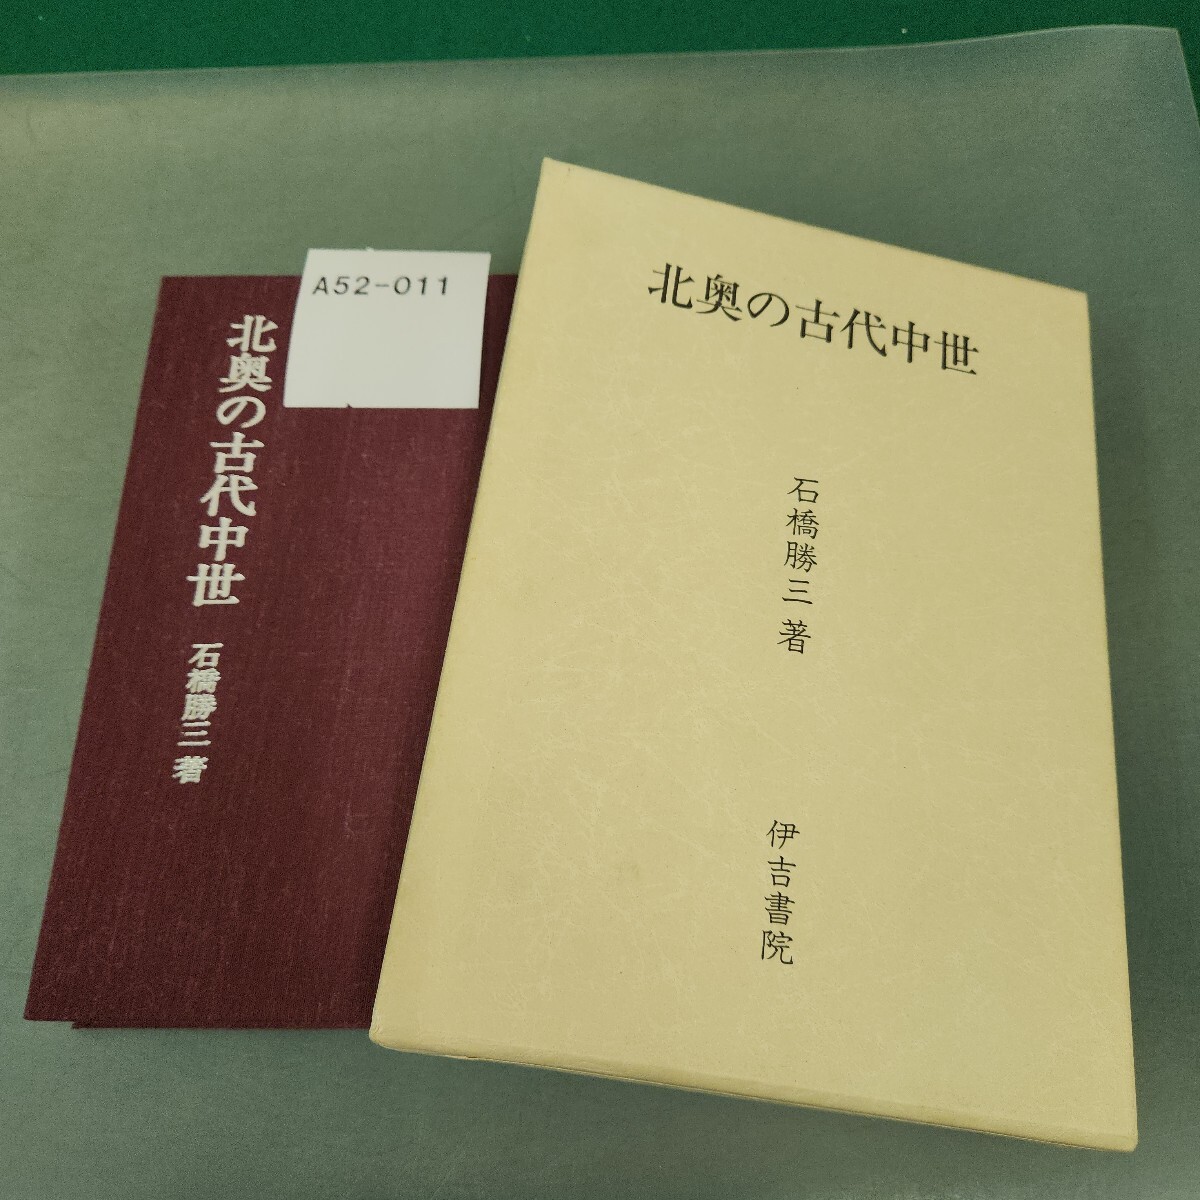 A52-011
北奥の古代中世
石橋勝三 著
北奥の古代中世
石橋勝三 著
伊吉書院